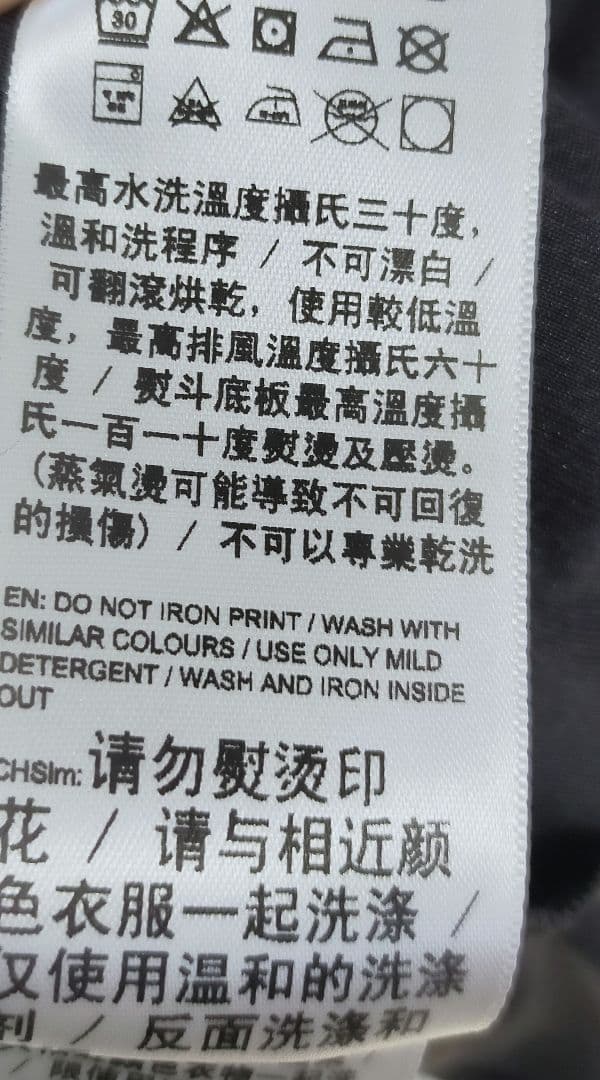 30
最高水洗溫度攝氏三十度，
溫和洗程序 / 不可漂白 /
可翻滾烘乾，使用較低溫
度，最高排風溫度攝氏六十
度 / 熨斗底板最高溫度攝
氏一百一十度熨燙及壓燙。
（蒸氣燙可能導致不可回復
的損傷）/ 不可以專業乾洗
EN: DO NOT IRON PRINT / WASH WITH
SIMILAR COLOURS / USE ONLY MILD
DETERGENT / WASH AND IRON INSIDE
OUT
CHSIm: 请勿熨烫印
花 / 请与相近颜
色衣服一起洗涤 /
仅使用温和的洗涤
剂 / 反面洗涤和